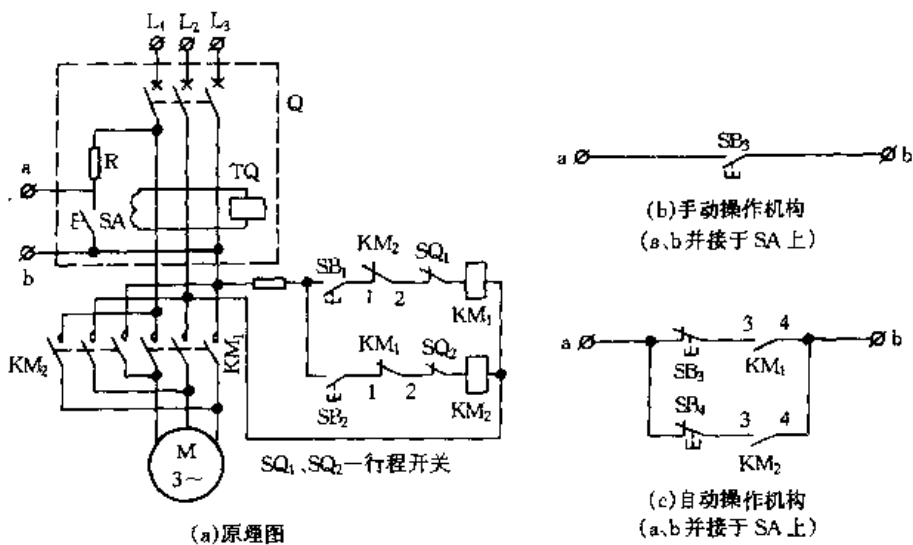 L₁ L₂ L₃
Q
a
R
TQ
SA
b
KM₂
KM₁
SB₁
KM₂
SQ₁
1 2
KM₁
KM₁
SQ₂
SB₂
1 2
KM₂
M
3～
SQ₁、SQ₂—行程开关
(a)原理图
a
SB₃
b
(b)手动操作机构
(a、b并接于SA上)
a
3 4
b
SB₃
KM₁
SB₄
3 4
KM₂
(c)自动操作机构
(a、b并接于SA上)